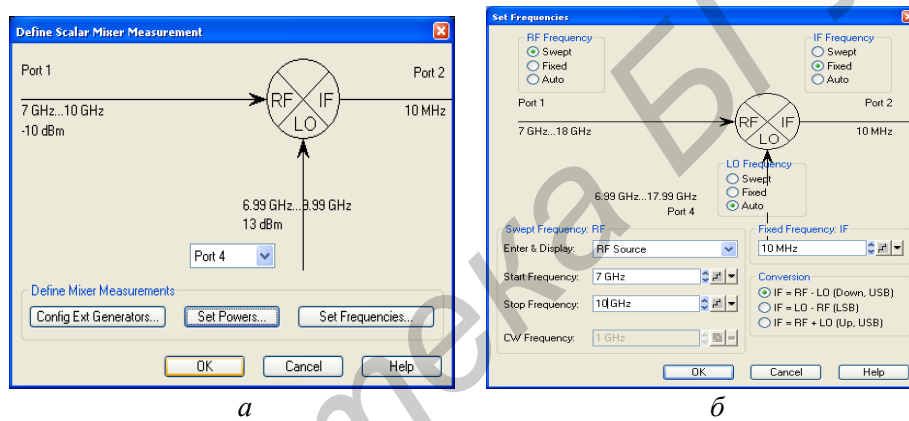 Define Scalar Mixer Measurement
Port 1
Port 2
RF
IF
LO
7 GHz...10 GHz
-10 dBm
10 MHz
6.99 GHz...9.99 GHz
13 dBm
Port 4
Define Mixer Measurements
Config Ext Generators...
Set Powers...
Set Frequencies...
OK
Cancel
Help
а
Set Frequencies
RF Frequency
Swept
Fixed
Auto
IF Frequency
Swept
Fixed
Auto
Port 1
Port 2
RF
IF
LO
7 GHz...18 GHz
10 MHz
LO Frequency
Swept
Fixed
Auto
6.99 GHz...17.99 GHz
Port 4
Swept Frequency: RF
Enter & Display:
RF Source
Start Frequency:
7 GHz
Stop Frequency:
10 GHz
CW Frequency:
1 GHz
Fixed Frequency: IF
10 MHz
Conversion
IF = RF - LO (Down, USB)
IF = LO - RF (LSB)
IF = RF + LO (Up, USB)
OK
Cancel
Help
б